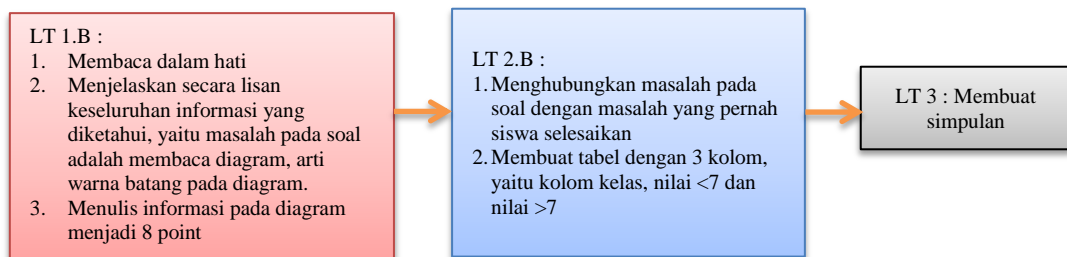 LT 1.B :
1. Membaca dalam hati
2. Menjelaskan secara lisan
keseluruhan informasi yang
diketahui, yaitu masalah pada soal
adalah membaca diagram, arti
warna batang pada diagram.
3. Menulis informasi pada diagram
menjadi 8 point
LT 2.B :
1. Menghubungkan masalah pada
soal dengan masalah yang pernah
siswa selesaikan
2. Membuat tabel dengan 3 kolom,
yaitu kolom kelas, nilai <7 dan
nilai >7
LT 3 : Membuat
simpulan